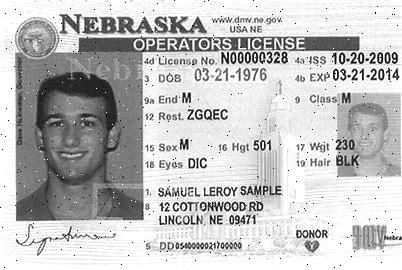 NEBRASKA
www.dmv.ne.gov
USA NE
OPERATORS LICENSE
4d License No. N00000328 4a ISS 10-20-2009
3 DOB 03-21-1976 4b EXP 03-21-2014
9a End M 9 Class M
12 Rest. ZGQEC
15 Sex M 16 Hgt 501 17 Wgt 230
18 Eyes DIC 19 Hair BLK
1. SAMUEL LEROY SAMPLE
8 12 COTTONWOOD RD
LINCOLN, NE 09471
DONOR
5 DD 0540000021700000
Y
DMV Nebra